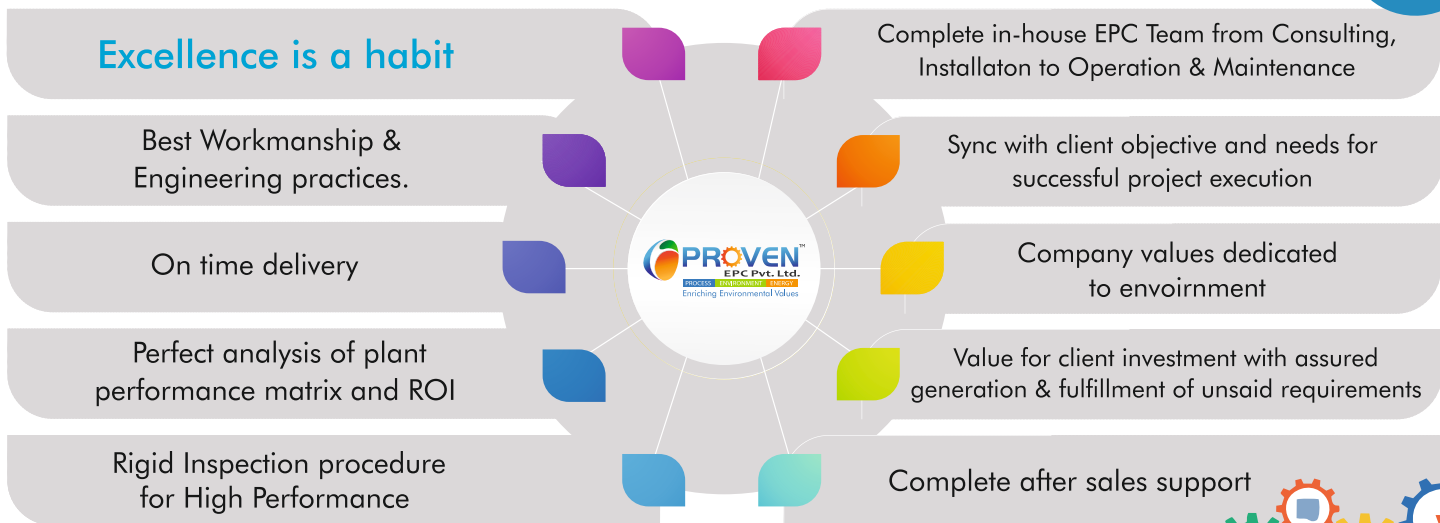 Excellence is a habit
Best Workmanship &
Engineering practices.
On time delivery
Perfect analysis of plant
performance matrix and ROI
Rigid Inspection procedure
for High Performance
PROVEN™
EPC Pvt. Ltd.
PROCESS ENVIRONMENT ENERGY
Enriching Environmental Values
Complete in-house EPC Team from Consulting,
Installaton to Operation & Maintenance
Sync with client objective and needs for
successful project execution
Company values dedicated
to envoirnment
Value for client investment with assured
generation & fulfillment of unsaid requirements
Complete after sales support